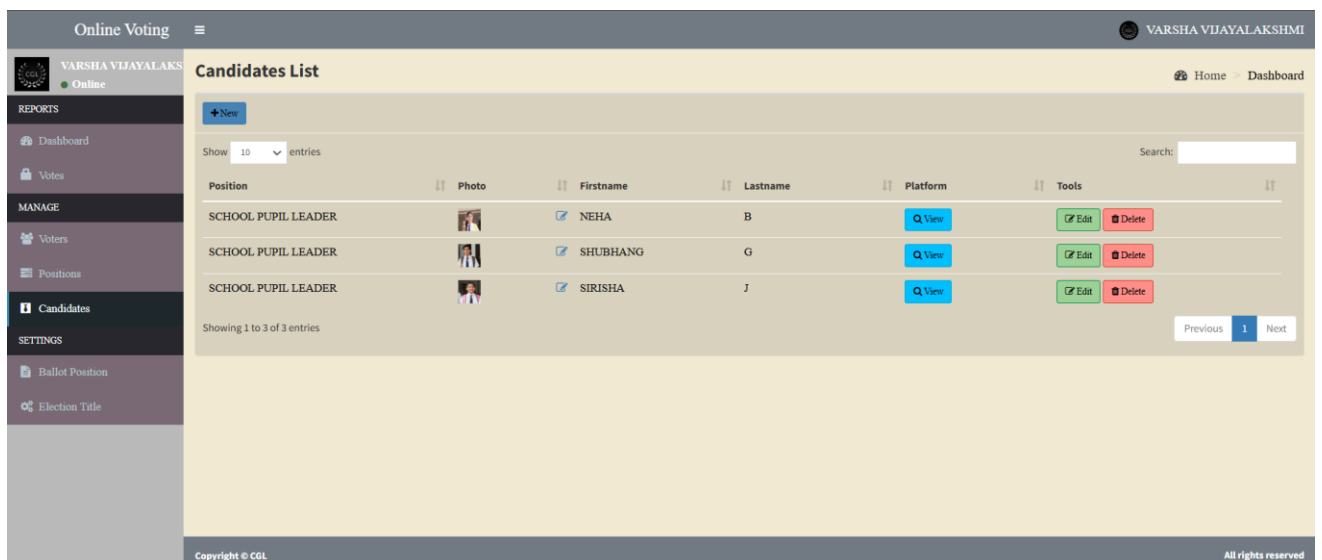 Online Voting
VARSHA VIJAYALAKSHMI
CGL
VARSHA VIJAYALAKS
Online
REPORTS
Dashboard
Votes
MANAGE
Voters
Positions
Candidates
SETTINGS
Ballot Position
Election Title
Candidates List
Home > Dashboard
New
Show 10 entries
Search:
Position Photo Firstname Lastname Platform Tools
SCHOOL PUPIL LEADER NEHA B View Edit Delete
SCHOOL PUPIL LEADER SHUBHANG G View Edit Delete
SCHOOL PUPIL LEADER SIRISHA J View Edit Delete
Showing 1 to 3 of 3 entries
Previous 1 Next
Copyright © CGL
All rights reserved